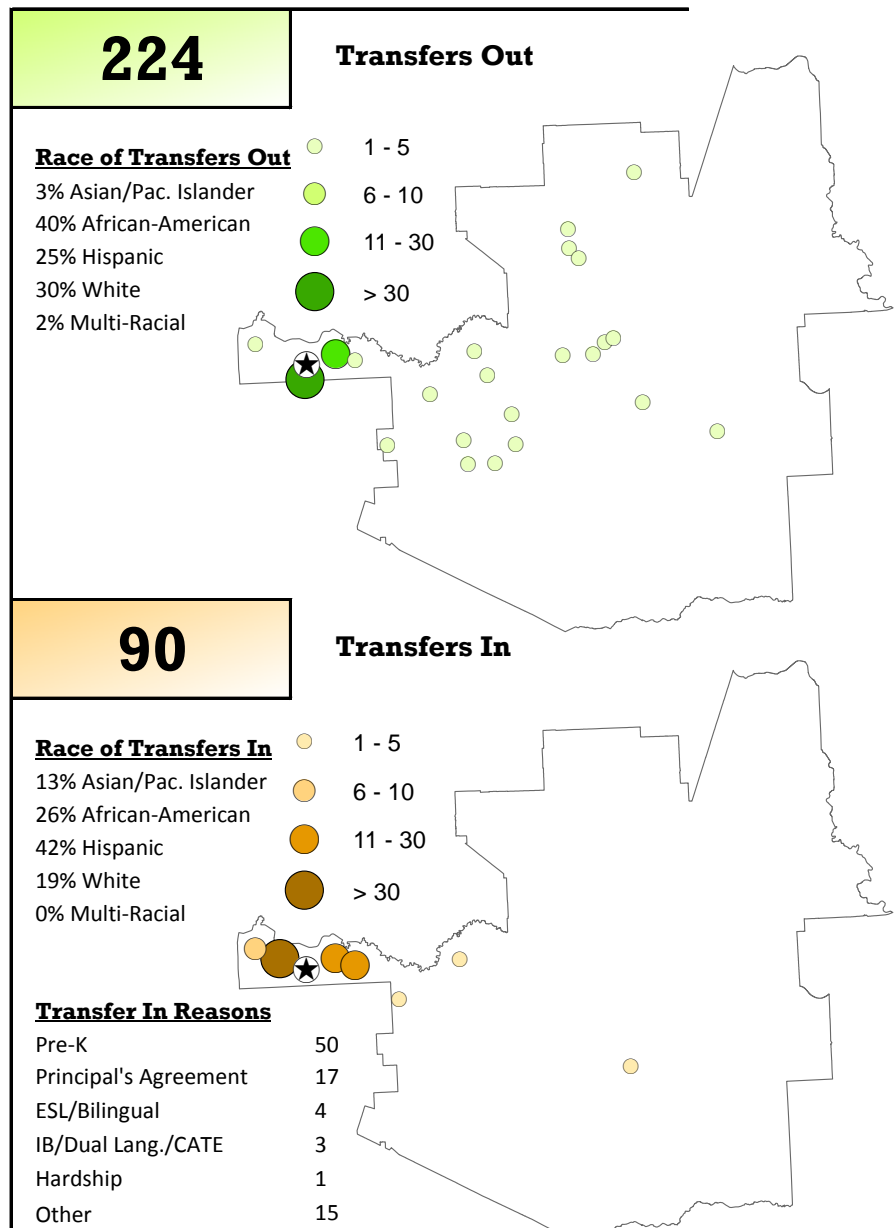 224
Transfers Out
Race of Transfers Out
3% Asian/Pac. Islander
40% African-American
25% Hispanic
30% White
2% Multi-Racial
1 - 5
6 - 10
11 - 30
> 30
90
Transfers In
Race of Transfers In
13% Asian/Pac. Islander
26% African-American
42% Hispanic
19% White
0% Multi-Racial
1 - 5
6 - 10
11 - 30
> 30
Transfer In Reasons
Pre-K 50
Principal's Agreement 17
ESL/Bilingual 4
IB/Dual Lang./CATE 3
Hardship 1
Other 15